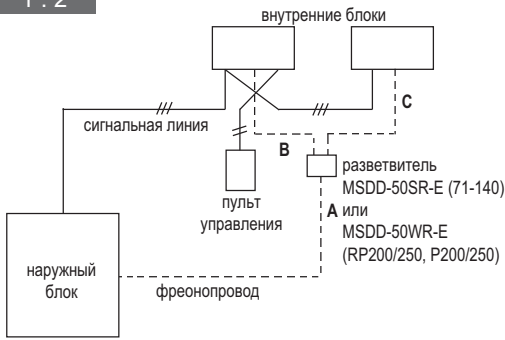 1 : 2
внутренние блоки
сигнальная линия
C
B
разветвитель
MSDD-50SR-E (71-140)
A или
MSDD-50WR-E
(RP200/250, P200/250)
пульт
управления
наружный
блок
фреонопровод